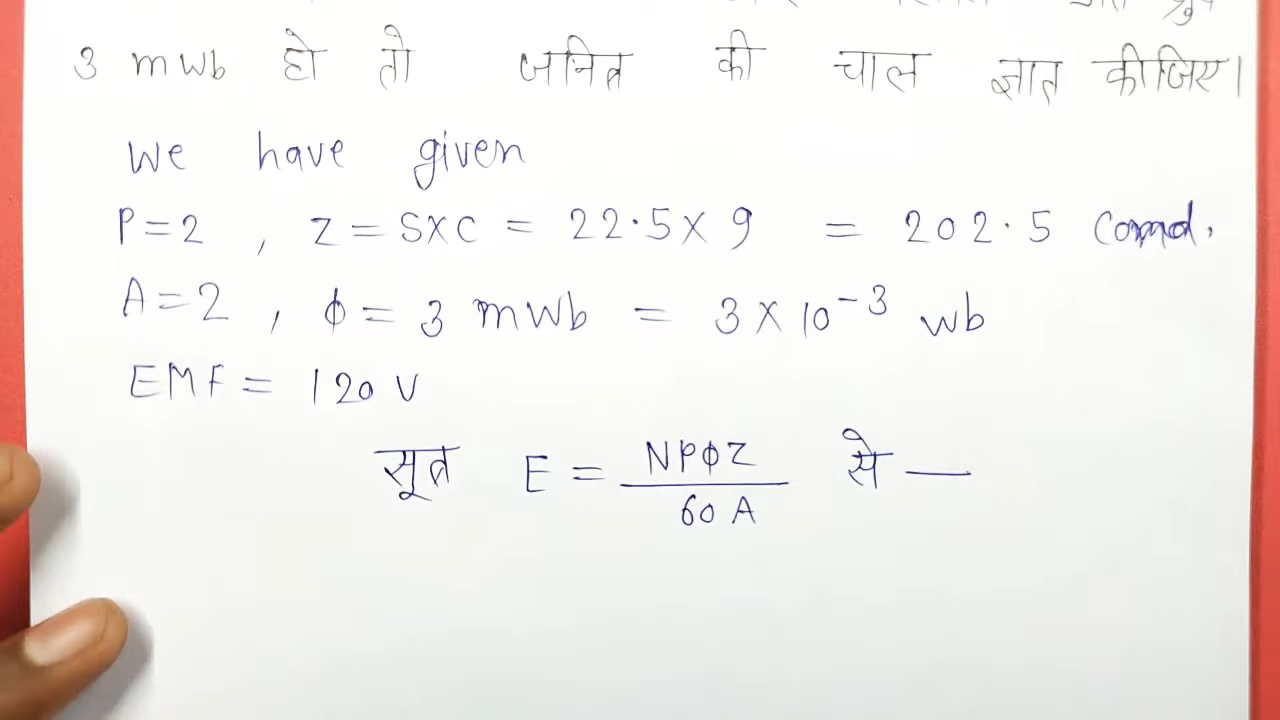 3 mwb हो तो जनित्र की चाल ज्ञात कीजिए।
We have given
P=2 , Z = S×C = 22.5×9 = 202.5 Cond.
A=2 , ϕ = 3 mwb = 3×10⁻³ wb
EMF = 120 V
सूत्र E = NPϕZ / 60 A से —